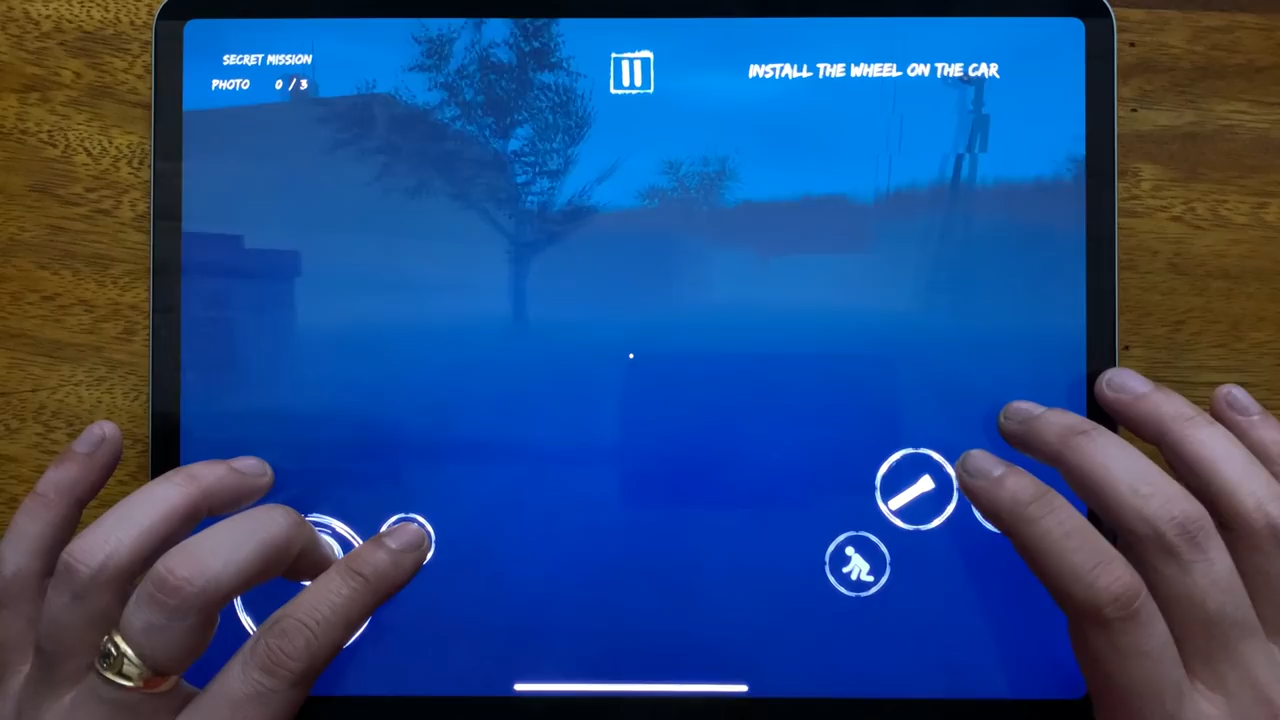 SECRET MISSION
PHOTO 0 / 3
INSTALL THE WHEEL ON THE CAR